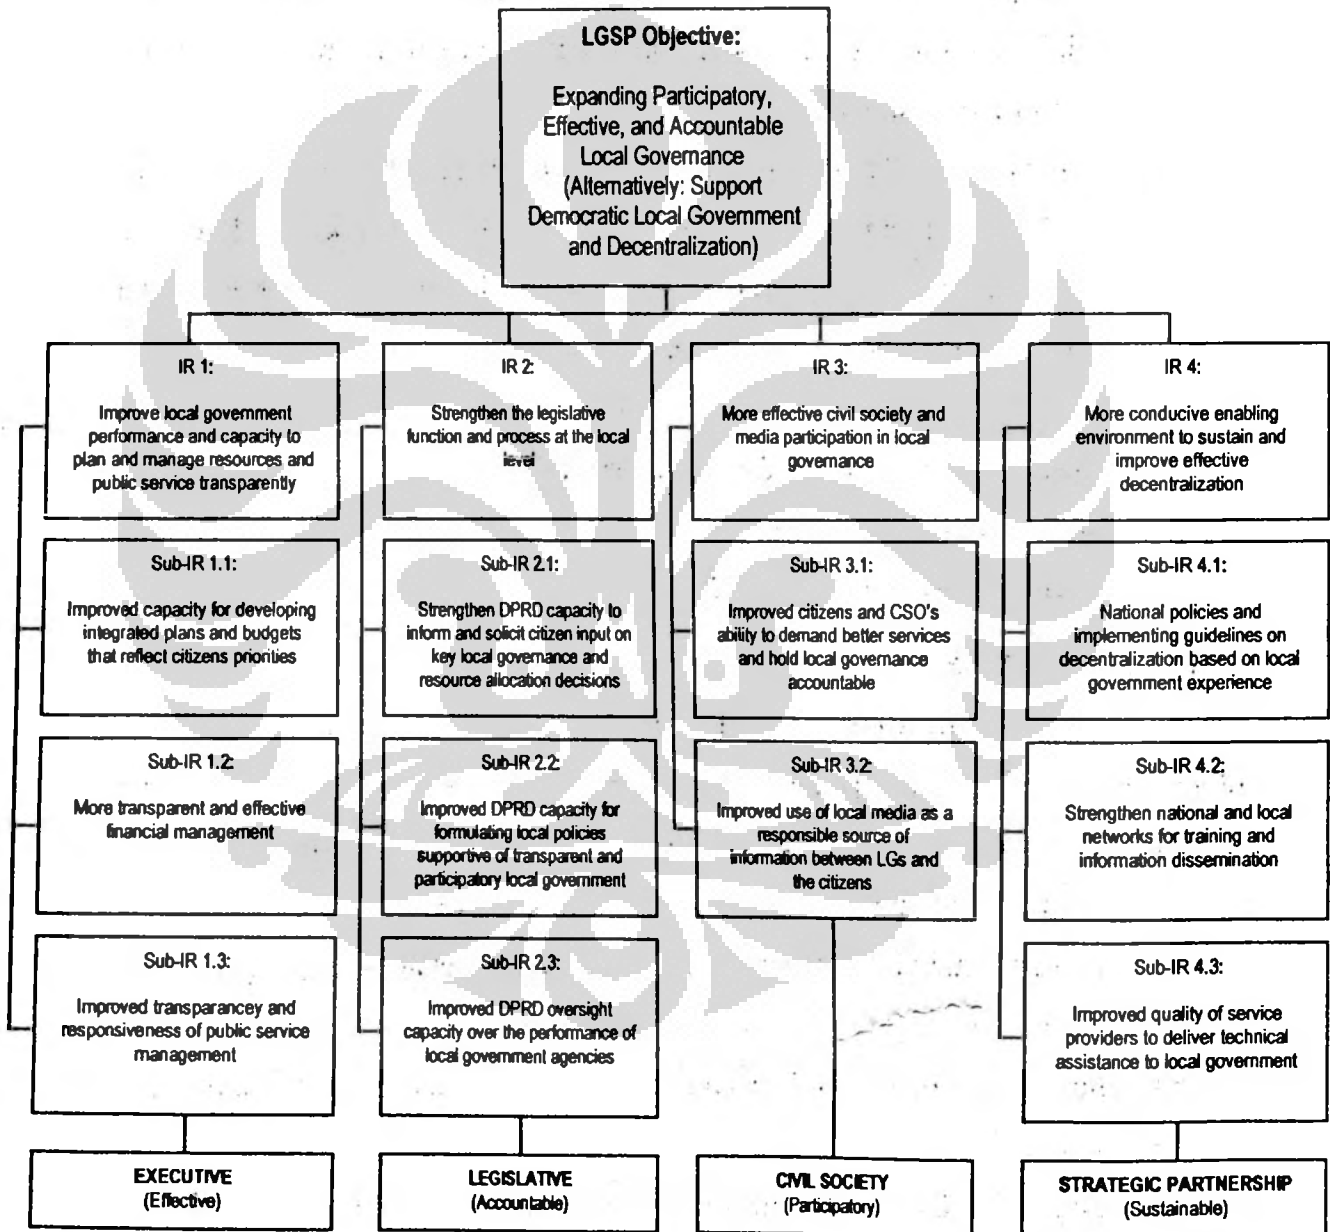 LGSP Objective:
Expanding Participatory,
Effective, and Accountable
Local Governance
(Alternatively: Support
Democratic Local Government
and Decentralization)
IR 1:
Improve local government
performance and capacity to
plan and manage resources and
public service transparently
IR 2:
Strengthen the legislative
function and process at the local
level
IR 3:
More effective civil society and
media participation in local
governance
IR 4:
More conducive enabling
environment to sustain and
improve effective
decentralization
Sub-IR 1.1:
Improved capacity for developing
integrated plans and budgets
that reflect citizens priorities
Sub-IR 2.1:
Strengthen DPRD capacity to
inform and solicit citizen input on
key local governance and
resource allocation decisions
Sub-IR 3.1:
Improved citizens and CSO's
ability to demand better services
and hold local governance
accountable
Sub-IR 4.1:
National policies and
implementing guidelines on
decentralization based on local
government experience
Sub-IR 1.2:
More transparent and effective
financial management
Sub-IR 2.2:
Improved DPRD capacity for
formulating local policies
supportive of transparent and
participatory local government
Sub-IR 3.2:
Improved use of local media as a
responsible source of
information between LGs and
the citizens
Sub-IR 4.2:
Strengthen national and local
networks for training and
information dissemination
Sub-IR 1.3:
Improved transparancey and
responsiveness of public service
management
Sub-IR 2.3:
Improved DPRD oversight
capacity over the performance of
local government agencies
Sub-IR 4.3:
Improved quality of service
providers to deliver technical
assistance to local government
EXECUTIVE
(Effective)
LEGISLATIVE
(Accountable)
CIVIL SOCIETY
(Participatory)
STRATEGIC PARTNERSHIP
(Sustainable)